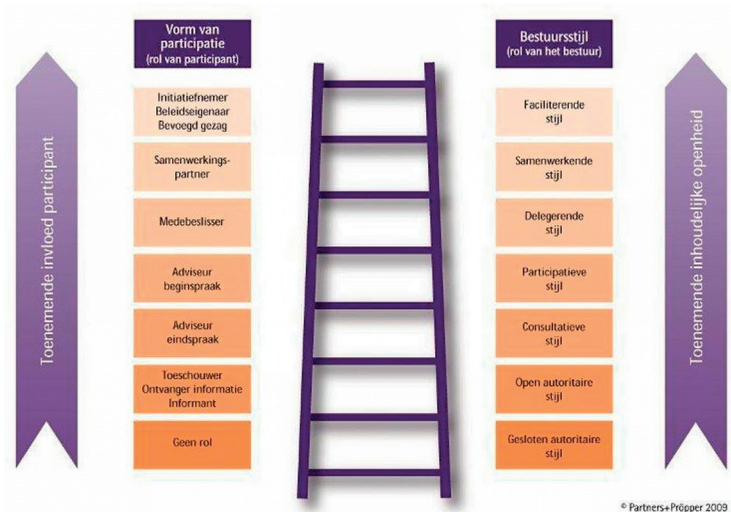 Vorm van
participatie
(rol van participant)
Bestuursstijl
(rol van het bestuur)
Toenemende invloed participant
Initiatiefnemer
Beleidseigenaar
Bevoegd gezag
Faciliterende
stijl
Samenwerkings-
partner
Samenwerkende
stijl
Medebeslisser
Delegerende
stijl
Adviseur
beginspraak
Participatieve
stijl
Adviseur
eindspraak
Consultatieve
stijl
Toeschouwer
Ontvanger informatie
Informant
Open autoritaire
stijl
Geen rol
Gesloten autoritaire
stijl
Toenemende inhoudelijke openheid
© Partners+Pröpper 2009